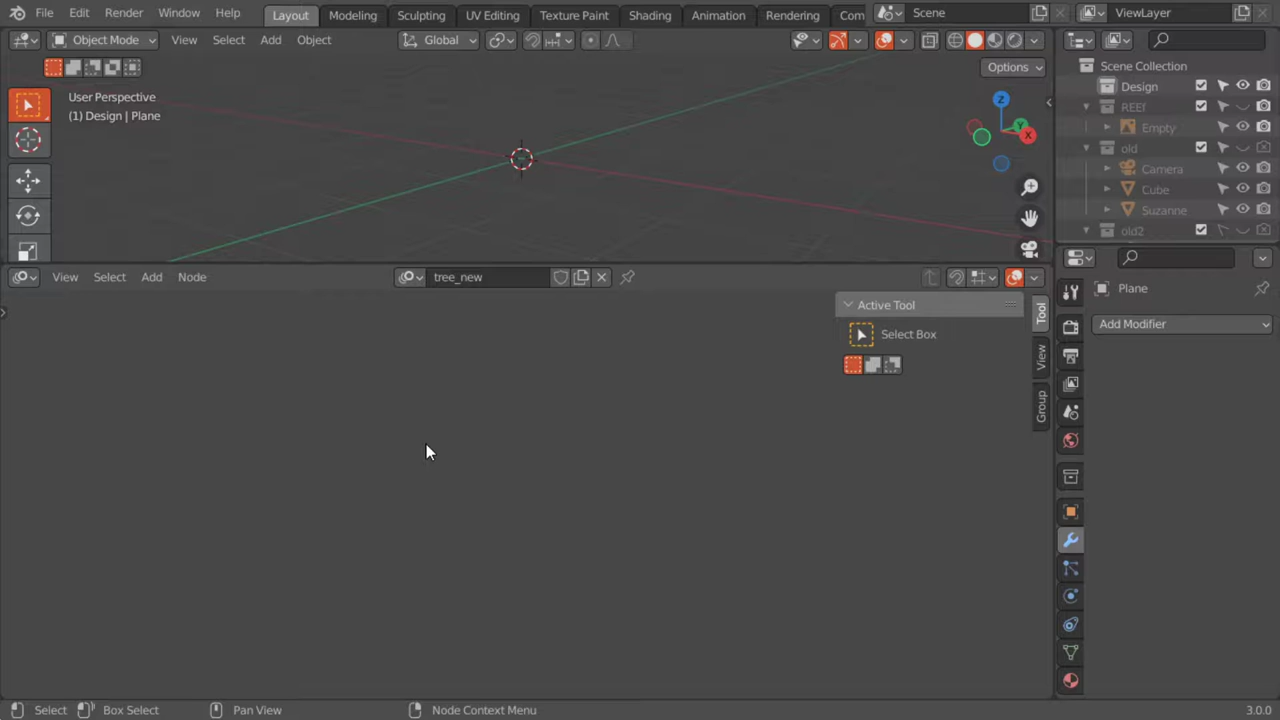 File Edit Render Window Help Layout Modeling Sculpting UV Editing Texture Paint Shading Animation Rendering Com Scene ViewLayer
Object Mode View Select Add Object Global
Options
User Perspective
(1) Design | Plane
Z
Y
X
Scene Collection
Design
REEf
Empty
old
Camera
Cube
Suzanne
old2
View Select Add Node tree_new
Active Tool
Select Box
Tool
View
Group
Plane
Add Modifier
Select Box Select Pan View Node Context Menu 3.0.0